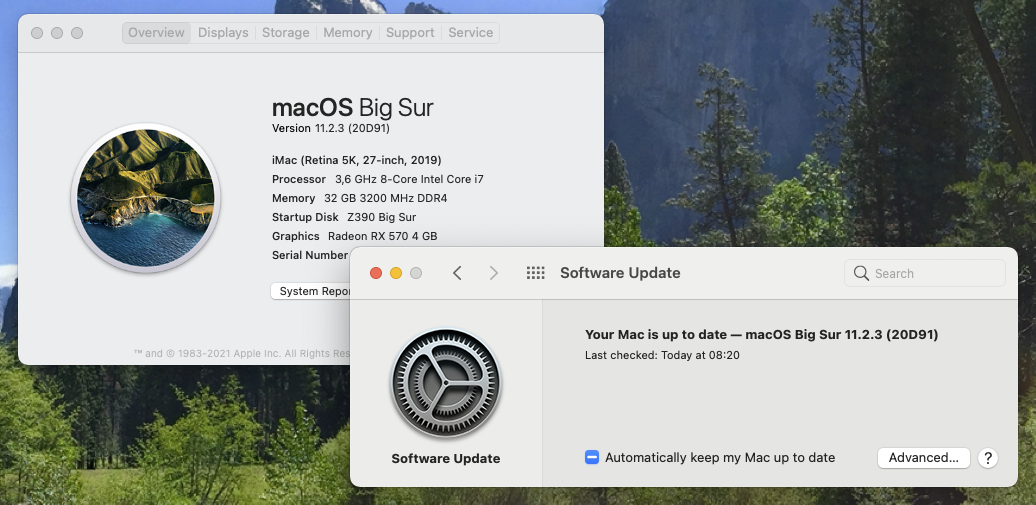 Overview Displays Storage Memory Support Service
macOS Big Sur
Version 11.2.3 (20D91)
iMac (Retina 5K, 27-inch, 2019)
Processor 3,6 GHz 8-Core Intel Core i7
Memory 32 GB 3200 MHz DDR4
Startup Disk Z390 Big Sur
Graphics Radeon RX 570 4 GB
Serial Number
System Repor
™ and © 1983-2021 Apple Inc. All Rights Res
Software Update
Search
Your Mac is up to date — macOS Big Sur 11.2.3 (20D91)
Last checked: Today at 08:20
Software Update
Automatically keep my Mac up to date
Advanced...
?